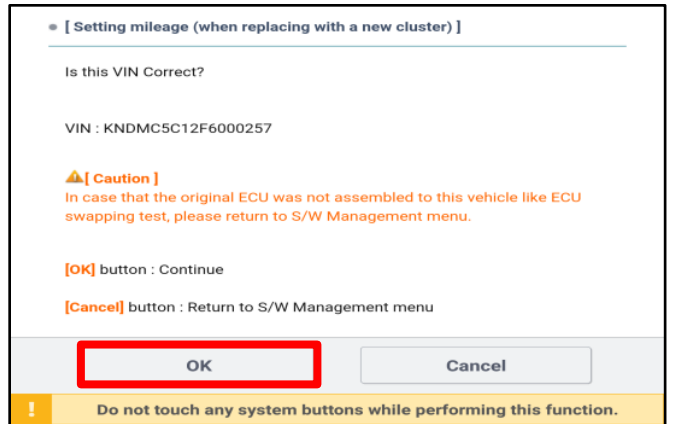 [ Setting mileage (when replacing with a new cluster) ]
Is this VIN Correct?
VIN : KNDMC5C12F6000257
[ Caution ]
In case that the original ECU was not assembled to this vehicle like ECU
swapping test, please return to S/W Management menu.
[OK] button : Continue
[Cancel] button : Return to S/W Management menu
OK
Cancel
! Do not touch any system buttons while performing this function.